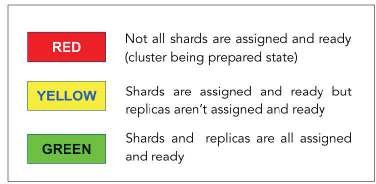 RED
Not all shards are assigned and ready
(cluster being prepared state)
YELLOW
Shards are assigned and ready but
replicas aren't assigned and ready
GREEN
Shards and replicas are all assigned
and ready